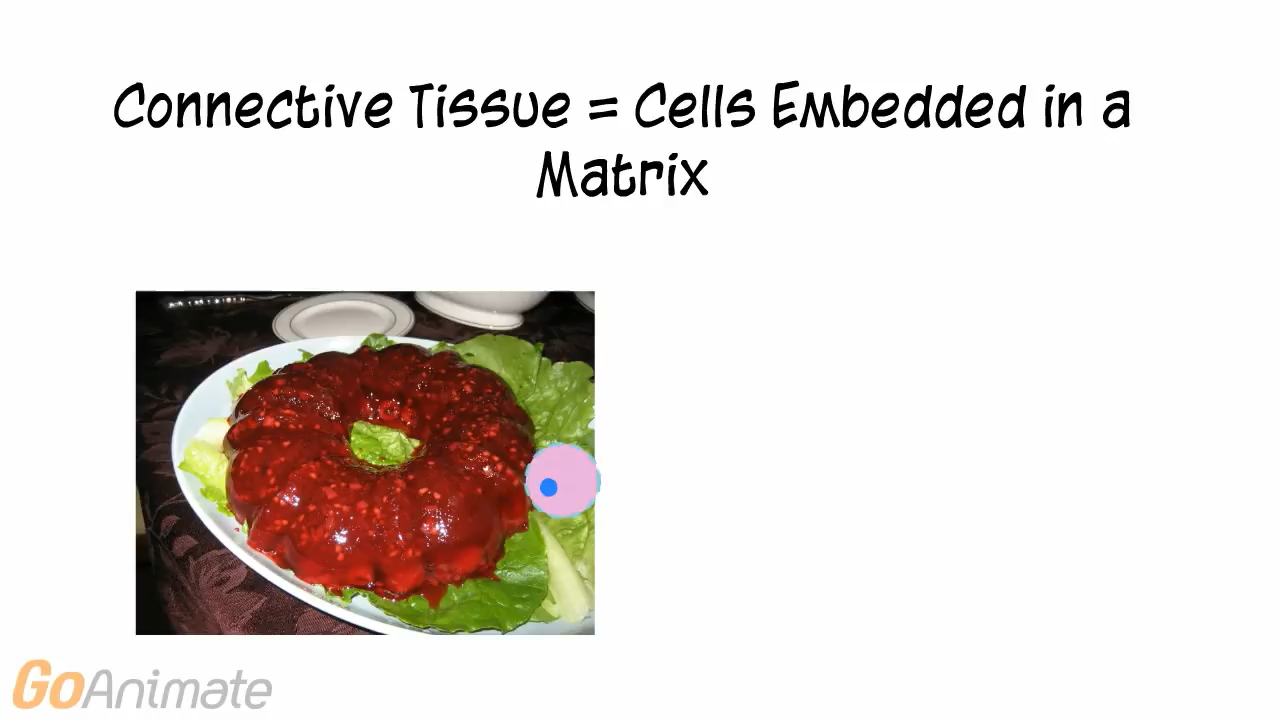 Connective Tissue = Cells Embedded in a
Matrix
GoAnimate